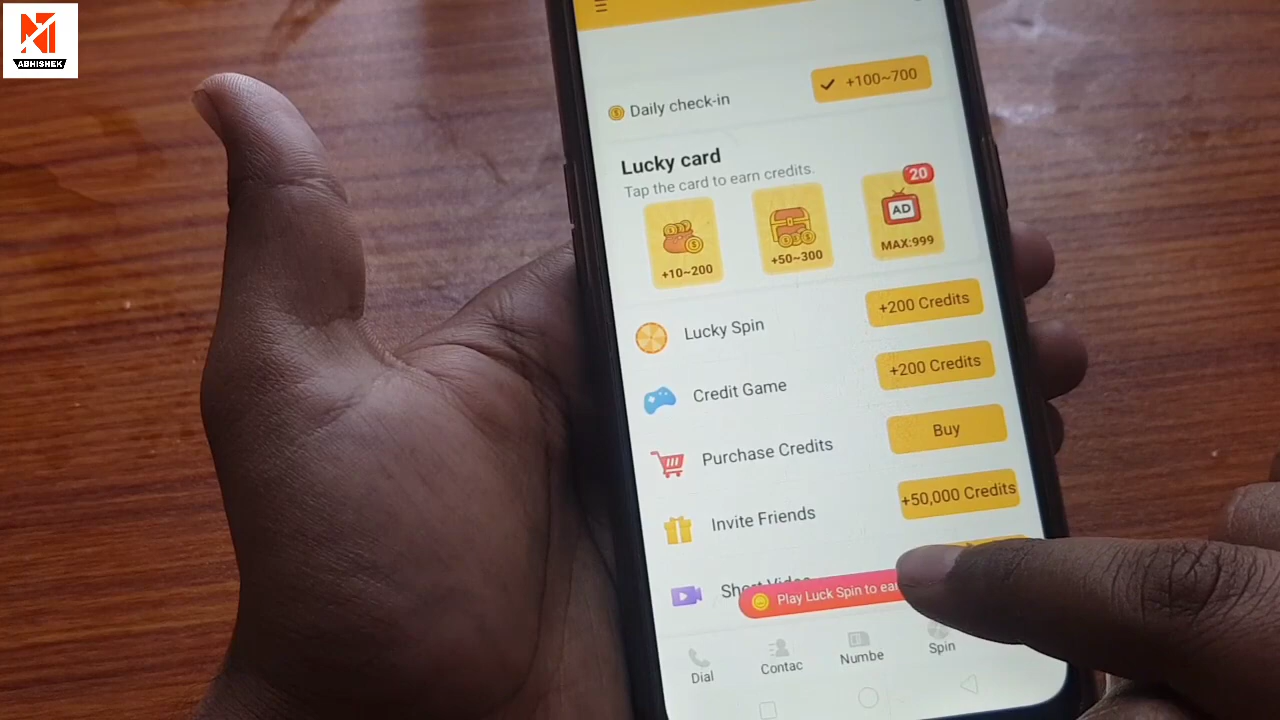 ABHISHEK
Daily check-in
+100~700
Lucky card
Tap the card to earn credits.
+10~200
+50~300
20
AD
MAX:999
Lucky Spin
+200 Credits
Credit Game
+200 Credits
Purchase Credits
Buy
Invite Friends
+50,000 Credits
Short Video
Play Luck Spin to
Dial
Contac
Numbe
Spin